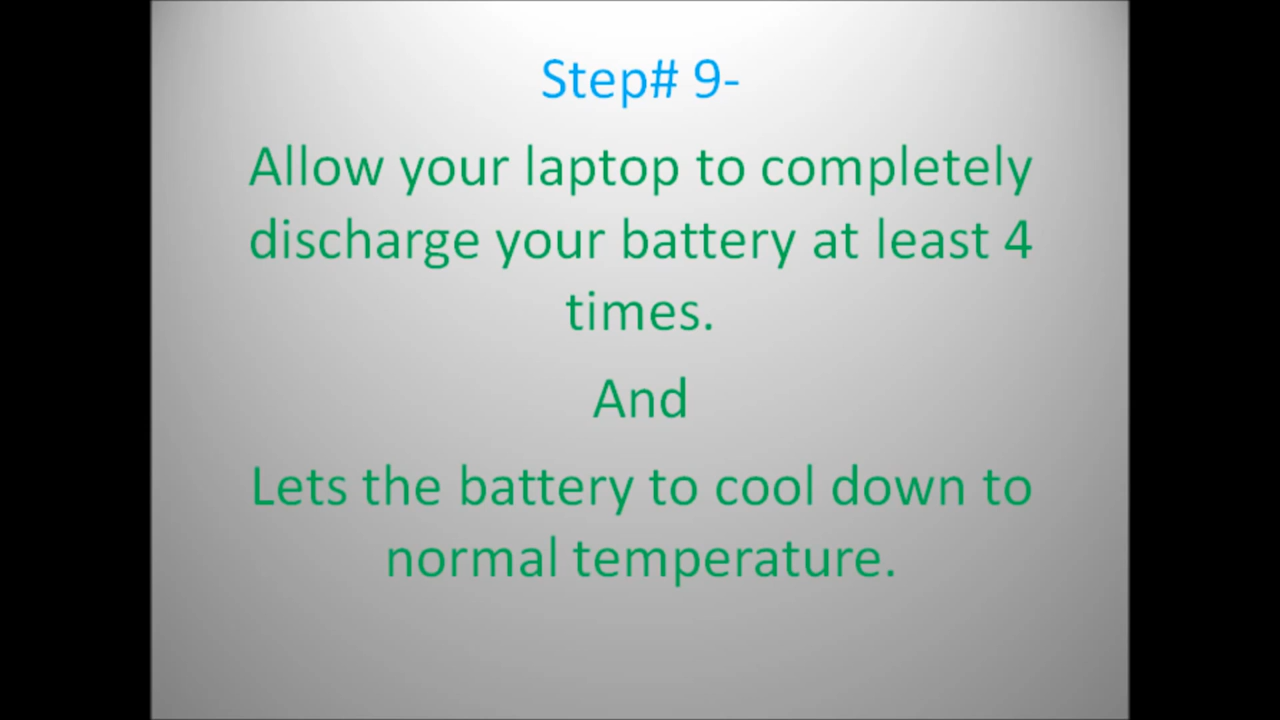 Step# 9-
Allow your laptop to completely
discharge your battery at least 4
times.
And
Lets the battery to cool down to
normal temperature.